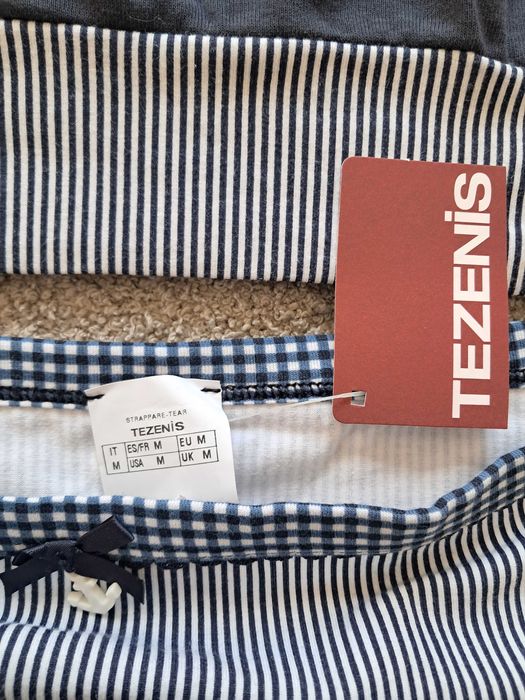 TEZENiS
STRAPPARE-TEAR
TEZENiS
IT M ES/FR M EU M
USA M UK M